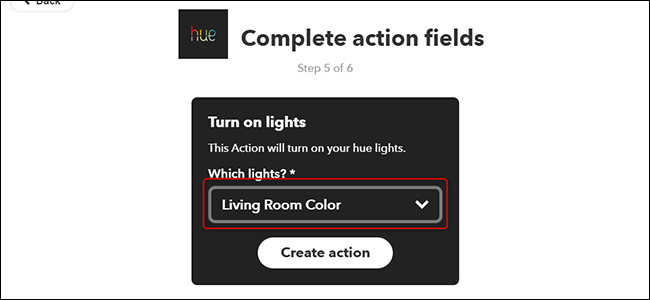 Back
hue
Complete action fields
Step 5 of 6
Turn on lights
This Action will turn on your hue lights.
Which lights? *
Living Room Color
Create action